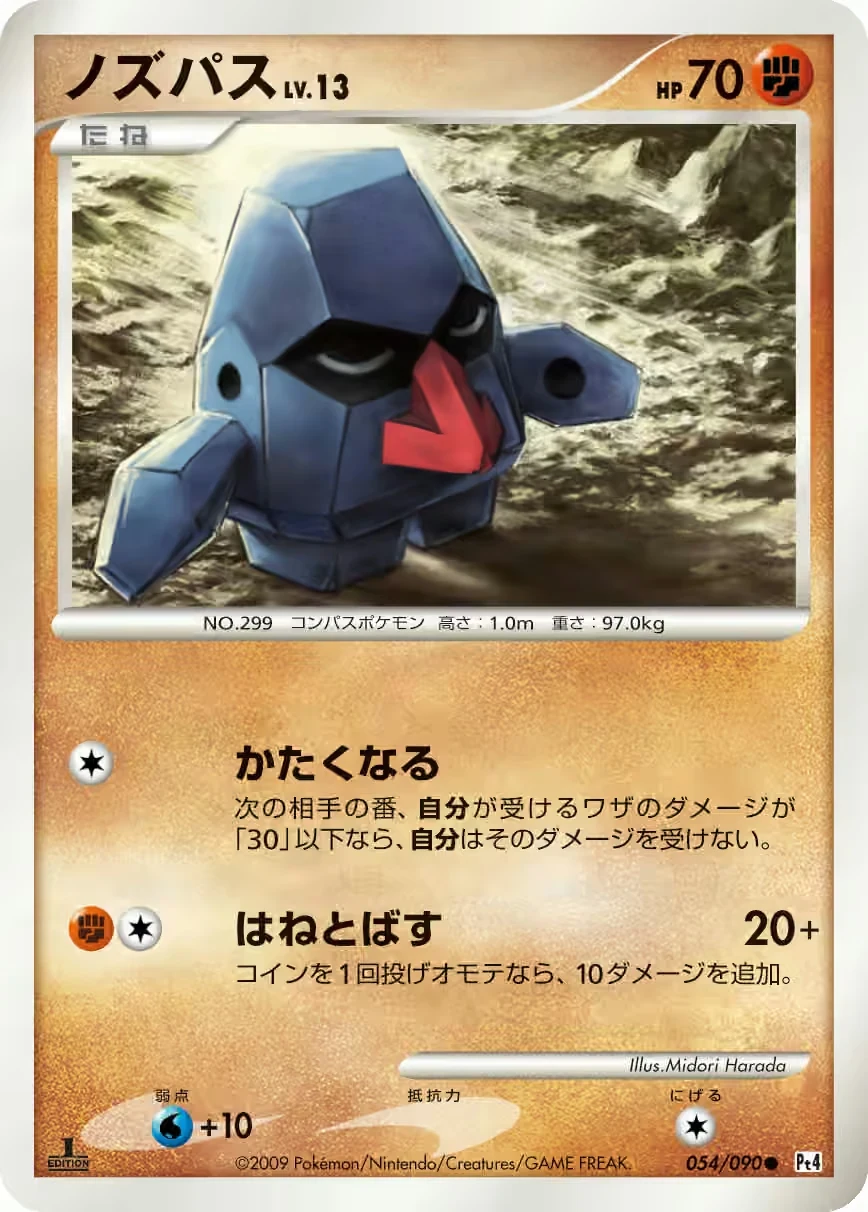 ノズパス LV.13 HP 70
たね
NO.299 コンパスポケモン 高さ：1.0m 重さ：97.0kg
かたくなる
次の相手の番、自分が受けるワザのダメージが
「30」以下なら、自分はそのダメージを受けない。
はねとばす 20+
コインを1回投げオモテなら、10ダメージを追加。
Illus.Midori Harada
弱点 抵抗力 にげる
+10
1
EDITION
©2009 Pokémon/Nintendo/Creatures/GAME FREAK. 054/090● Pt4